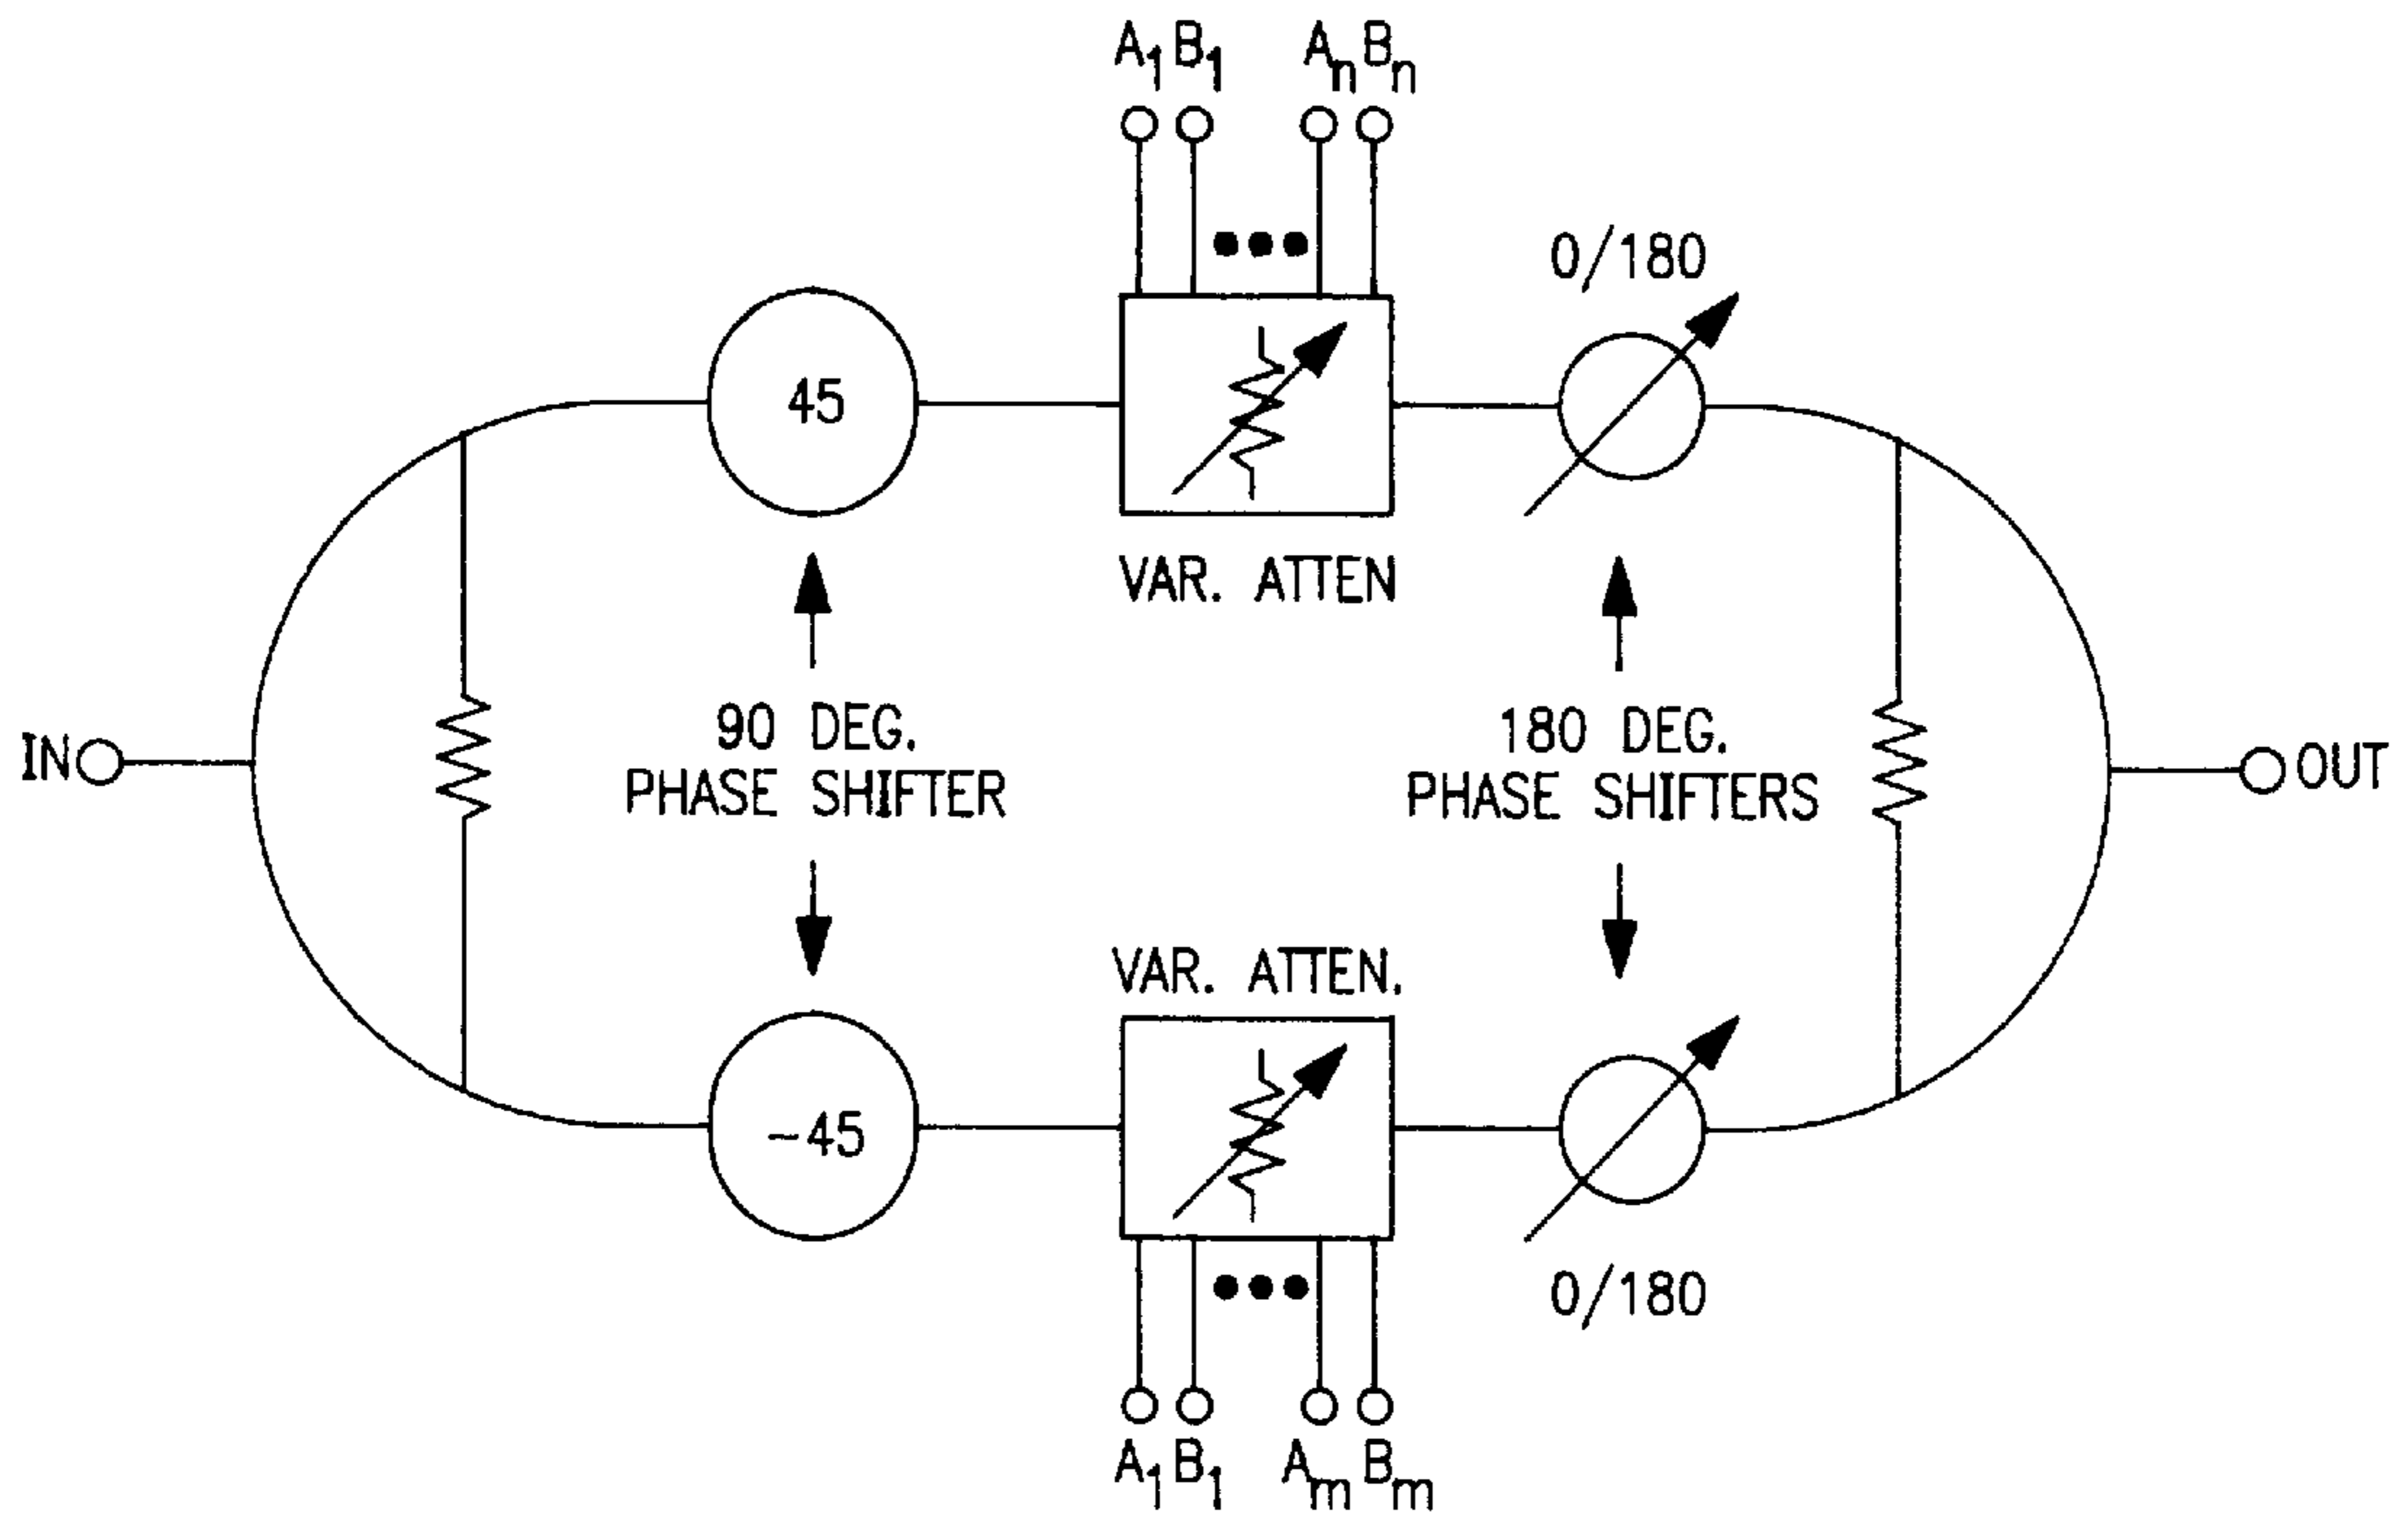 A1 B1 An Bn
0/180
45
VAR. ATTEN
90 DEG.
PHASE SHIFTER
180 DEG.
PHASE SHIFTERS
IN
OUT
VAR. ATTEN.
-45
0/180
A1 B1 Am Bm